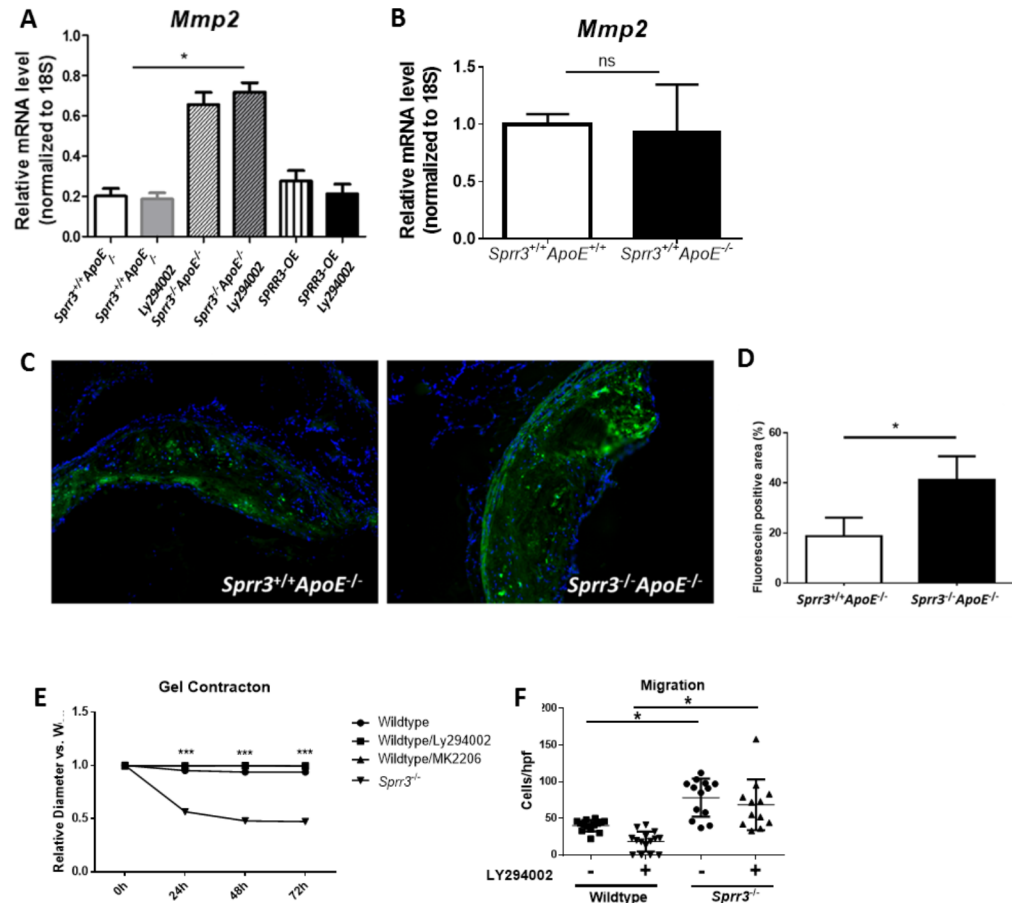 A
Mmp2
Relative mRNA level
(normalized to 18S)
1.0
0.8
0.6
0.4
0.2
0.0
*
Sprr3+/+ApoE
-/-
Sprr3+/+ApoE
-/-
Ly294002
Sprr3-/-ApoE-/-
Sprr3-/-ApoE-/-
Ly294002
SPRR3-OE
SPRR3-OE
Ly294002
B
Mmp2
Relative mRNA level
(normalized to 18S)
1.5
1.0
0.5
0.0
ns
Sprr3+/+ApoE+/+
Sprr3+/+ApoE-/-
C
Sprr3+/+ApoE-/-
Sprr3-/-ApoE-/-
D
Fluorescein positive area (%)
60
40
20
0
*
Sprr3+/+ApoE-/-
Sprr3-/-ApoE-/-
E
Gel Contracton
Relative Diameter vs. W...
1.5
1.0
0.5
0.0
***
***
***
0h
24h
48h
72h
Wildtype
Wildtype/Ly294002
Wildtype/MK2206
Sprr3-/-
F
Migration
Cells/hpf
200
150
100
50
0
*
*
LY294002
-
+
-
+
Wildtype
Sprr3-/-